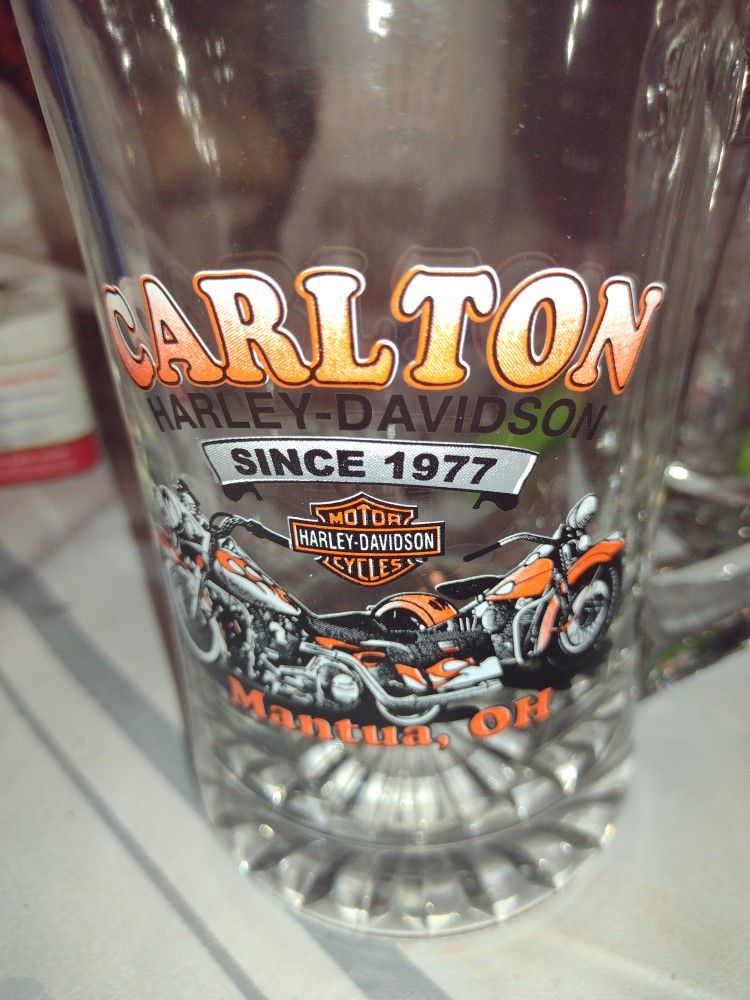 CARLTON
HARLEY-DAVIDSON
SINCE 1977
MOTOR
HARLEY-DAVIDSON
CYCLES
Mantua, OH